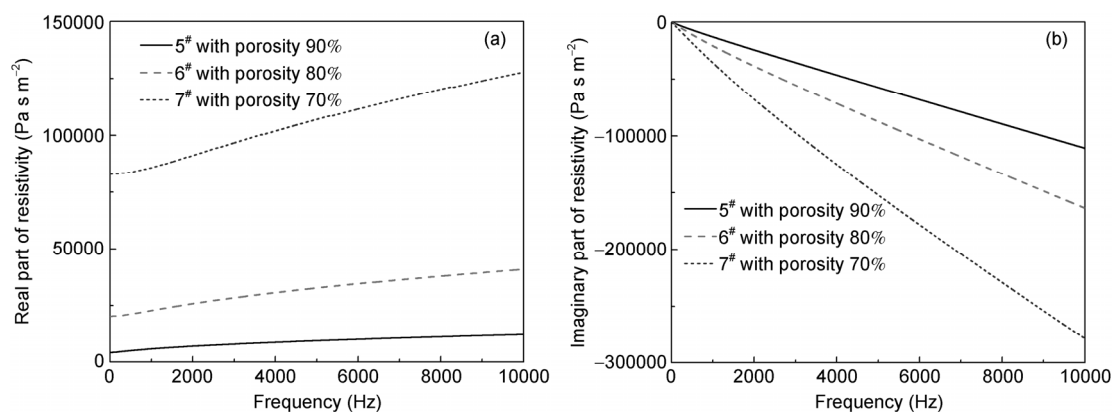 (a)
150000
100000
50000
0
Real part of resistivity (Pa s m⁻²)
5# with porosity 90%
6# with porosity 80%
7# with porosity 70%
0 2000 4000 6000 8000 10000
Frequency (Hz)
(b)
0
−100000
−200000
−300000
Imaginary part of resistivity (Pa s m⁻²)
5# with porosity 90%
6# with porosity 80%
7# with porosity 70%
0 2000 4000 6000 8000 10000
Frequency (Hz)